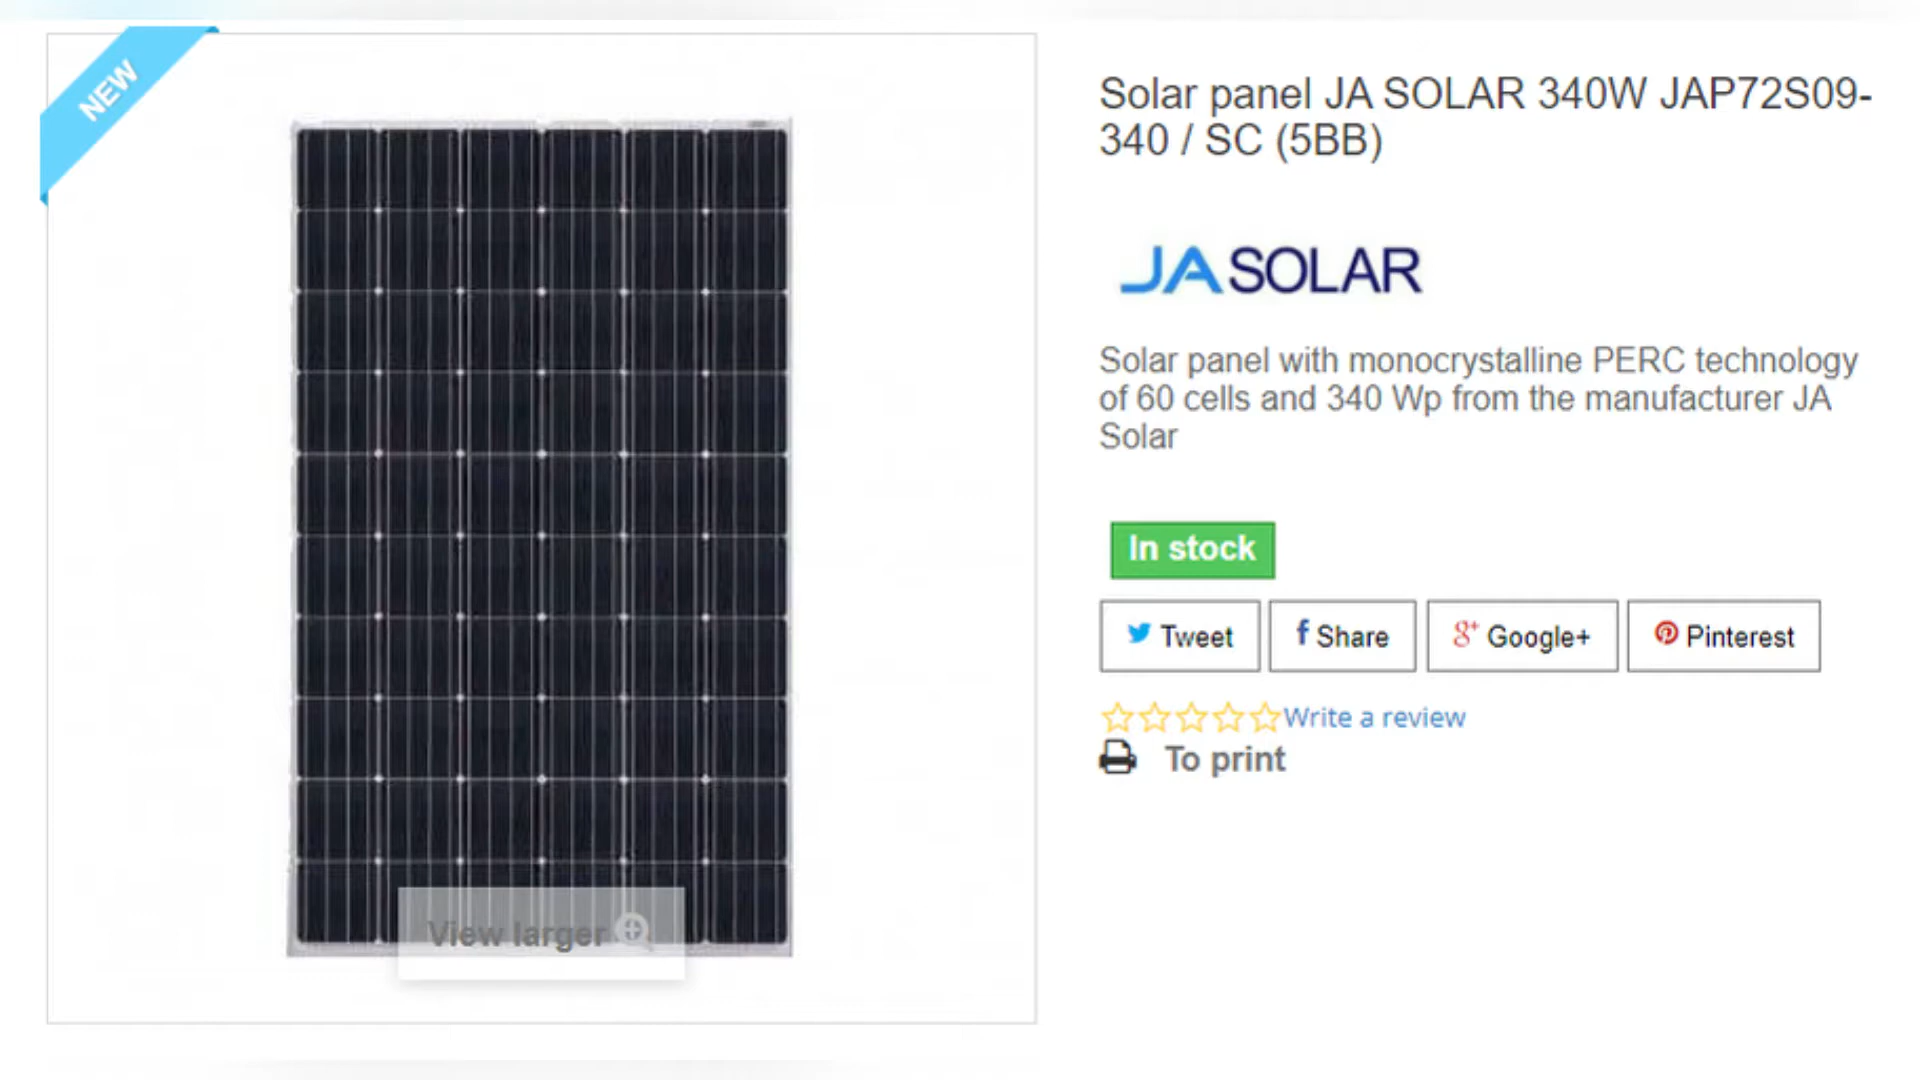 NEW
View larger
Solar panel JA SOLAR 340W JAP72S09-
340 / SC (5BB)
JASOLAR
Solar panel with monocrystalline PERC technology
of 60 cells and 340 Wp from the manufacturer JA
Solar
In stock
Tweet Share Google+ Pinterest
Write a review
To print